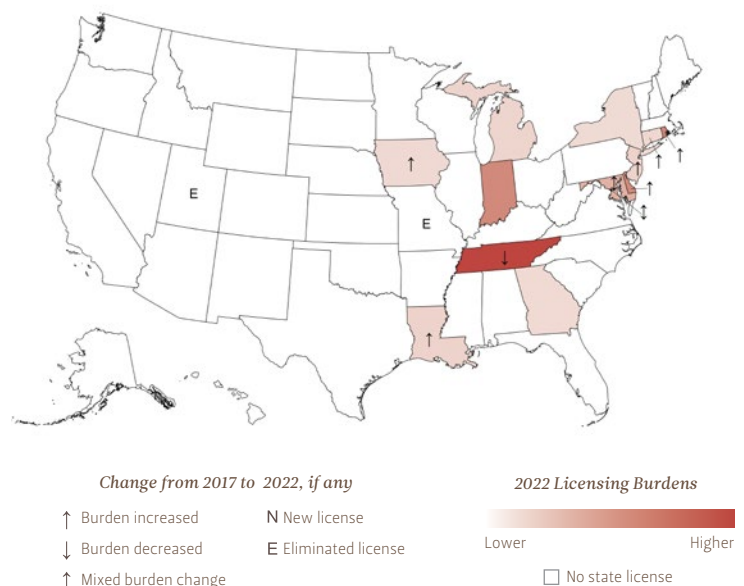 E
E
Change from 2017 to 2022, if any
2022 Licensing Burdens
↑ Burden increased
N New license
↓ Burden decreased
E Eliminated license
Lower
Higher
↑ Mixed burden change
No state license